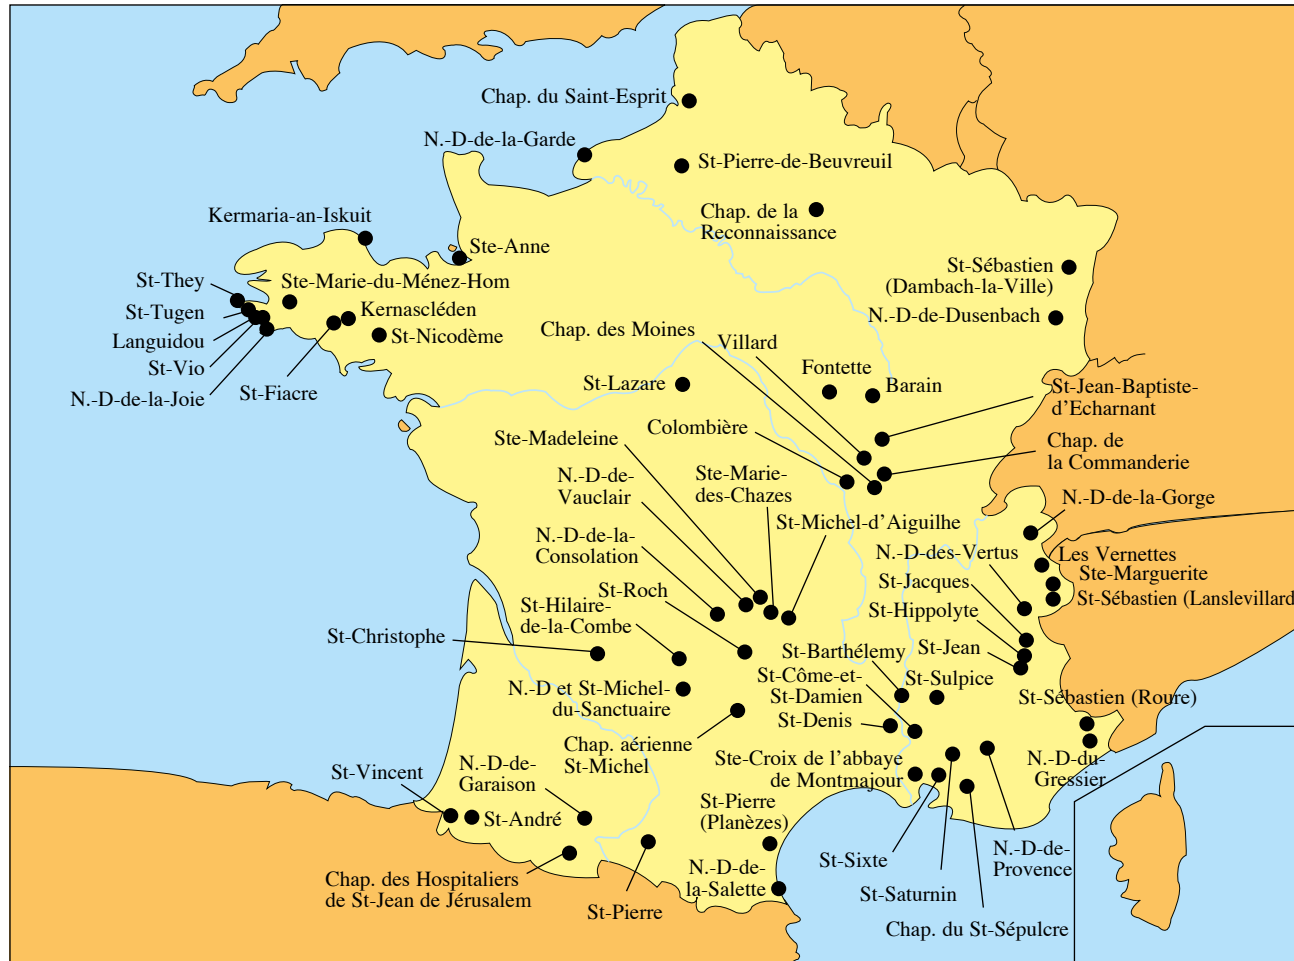 Chap. du Saint-Esprit
N.-D-de-la-Garde
St-Pierre-de-Beuvreuil
Chap. de la
Reconnaissance
Kermaria-an-Iskuit
Ste-Anne
St-Sébastien
(Dambach-la-Ville)
St-They
Ste-Marie-du-Ménez-Hom
St-Tugen
Kernascléden
N.-D-de-Dusenbach
Languidou
St-Nicodème
Chap. des Moines
Villard
St-Vio
N.-D-de-la-Joie
St-Fiacre
St-Lazare
Fontette
Barain
St-Jean-Baptiste-
d’Echarnant
Colombière
Ste-Madeleine
Chap. de
la Commanderie
N.-D-de-
Vauclair
Ste-Marie-
des-Chazes
N.-D-de-la-Gorge
St-Michel-d’Aiguilhe
N.-D-de-la-
Consolation
N.-D-des-Vertus
Les Vernettes
Ste-Marguerite
St-Jacques
St-Roch
St-Sébastien (Lanslevillard
St-Hilaire-
de-la-Combe
St-Hippolyte
St-Christophe
St-Barthélemy
St-Jean
St-Côme-et-
St-Damien
St-Sulpice
N.-D et St-Michel-
du-Sanctuaire
St-Sébastien (Roure)
St-Denis
Chap. aérienne
St-Michel
Ste-Croix de l’abbaye
de Montmajour
N.-D-du-
Gressier
St-Vincent
N.-D-de-
Garaison
St-André
St-Pierre
(Planèzes)
N.-D-de-
Provence
St-Sixte
N.-D-de-
la-Salette
Chap. des Hospitaliers
de St-Jean de Jérusalem
St-Saturnin
St-Pierre
Chap. du St-Sépulcre